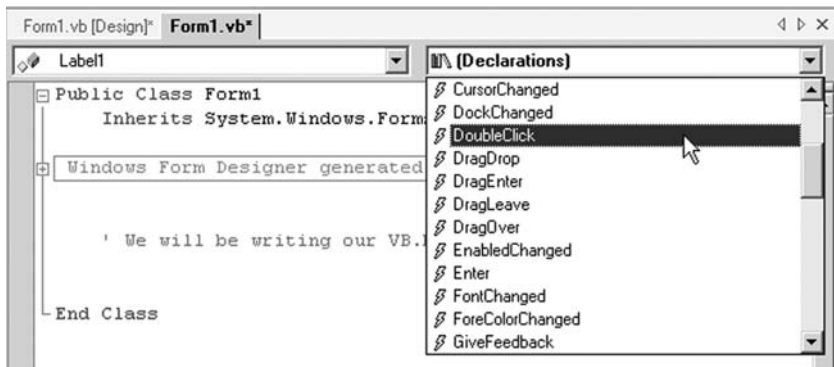 Form1.vb [Design]* Form1.vb*
Label1 (Declarations)
Public Class Form1
Inherits System.Windows.Form
Windows Form Designer generated
' We will be writing our VB.
End Class
CursorChanged
DockChanged
DoubleClick
DragDrop
DragEnter
DragLeave
DragOver
EnabledChanged
Enter
FontChanged
ForeColorChanged
GiveFeedback